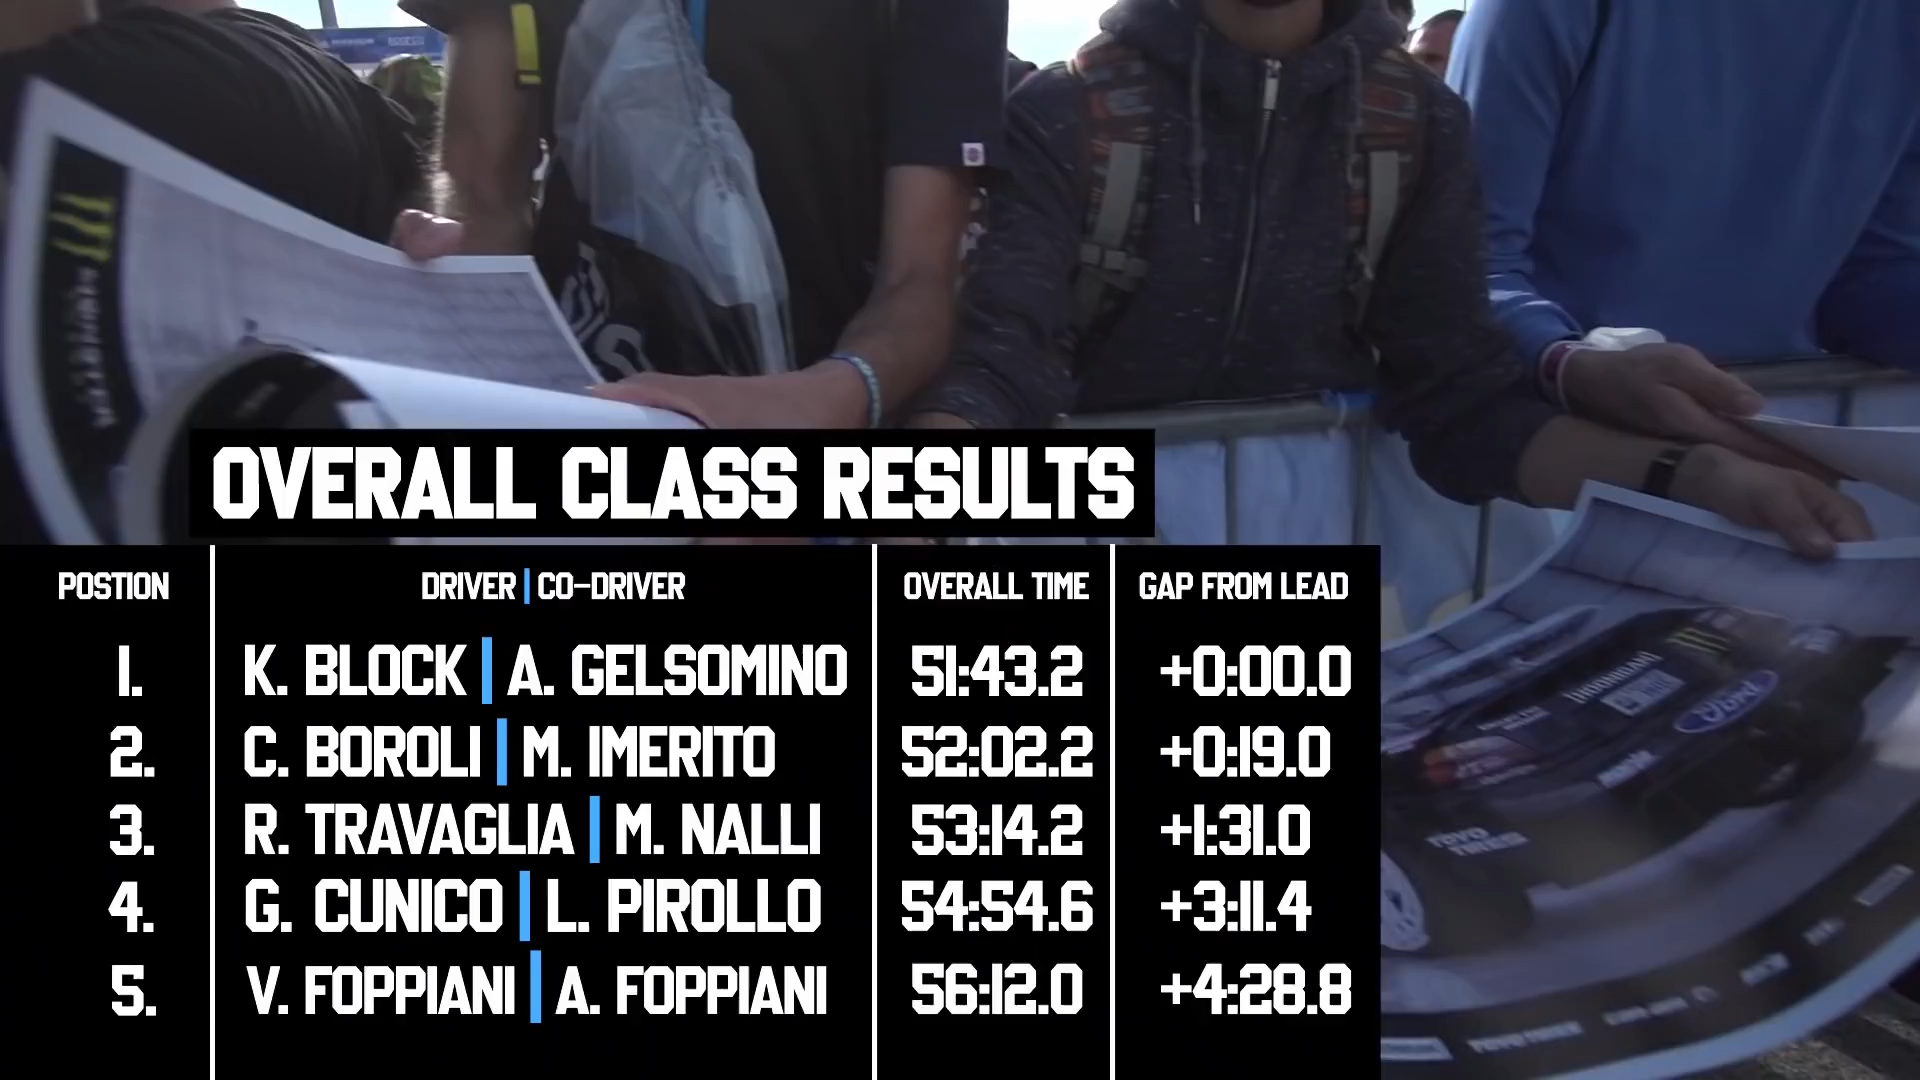 OVERALL CLASS RESULTS
POSTION DRIVER | CO-DRIVER OVERALL TIME GAP FROM LEAD
1. K. BLOCK | A. GELSOMINO 51:43.2 +0:00.0
2. C. BOROLI | M. IMERITO 52:02.2 +0:19.0
3. R. TRAVAGLIA | M. NALLI 53:14.2 +1:31.0
4. G. CUNICO | L. PIROLLO 54:54.6 +3:11.4
5. V. FOPPIANI | A. FOPPIANI 56:12.0 +4:28.8
Ford
TOYO
TIRES